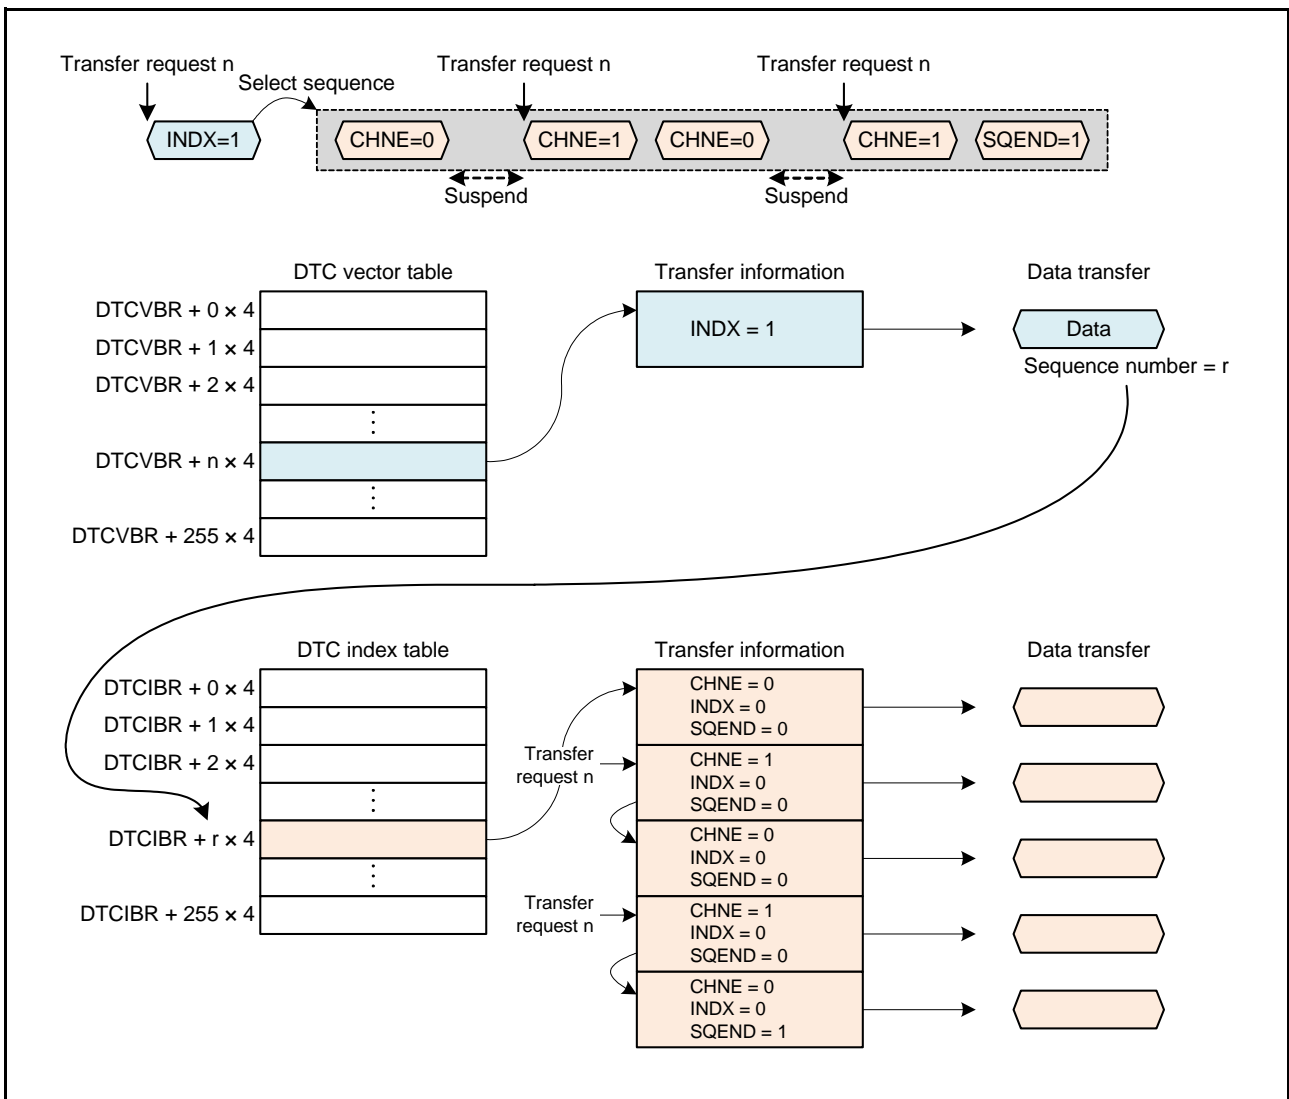 Transfer request n
Transfer request n
Transfer request n
Select sequence
INDX=1
CHNE=0
CHNE=1
CHNE=0
CHNE=1
SQEND=1
Suspend
Suspend
DTC vector table
Transfer information
Data transfer
DTCVBR + 0 × 4
DTCVBR + 1 × 4
DTCVBR + 2 × 4
DTCVBR + n × 4
DTCVBR + 255 × 4
INDX = 1
Data
Sequence number = r
DTC index table
Transfer information
Data transfer
DTCIBR + 0 × 4
DTCIBR + 1 × 4
DTCIBR + 2 × 4
DTCIBR + r × 4
DTCIBR + 255 × 4
CHNE = 0
INDX = 0
SQEND = 0
Transfer
request n
CHNE = 1
INDX = 0
SQEND = 0
CHNE = 0
INDX = 0
SQEND = 0
Transfer
request n
CHNE = 1
INDX = 0
SQEND = 0
CHNE = 0
INDX = 0
SQEND = 1